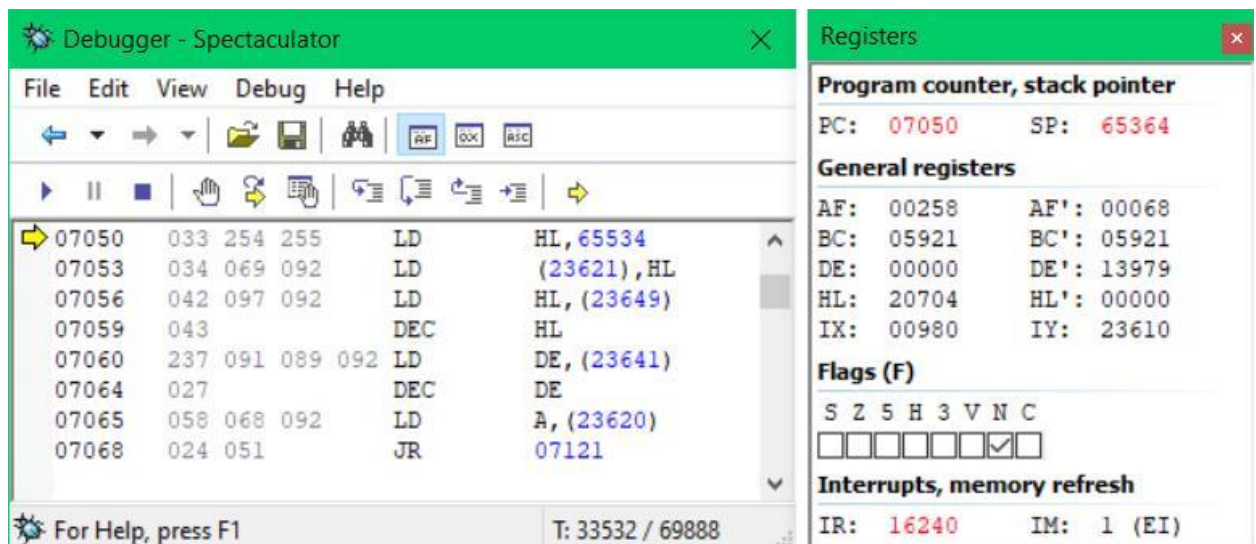 Debugger - Spectaculator
File Edit View Debug Help
AF 0X ASC
07050 033 254 255 LD HL,65534
07053 034 069 092 LD (23621),HL
07056 042 097 092 LD HL,(23649)
07059 043 DEC HL
07060 237 091 089 092 LD DE,(23641)
07064 027 DEC DE
07065 058 068 092 LD A,(23620)
07068 024 051 JR 07121
For Help, press F1 T: 33532 / 69888
Registers
Program counter, stack pointer
PC: 07050 SP: 65364
General registers
AF: 00258 AF': 00068
BC: 05921 BC': 05921
DE: 00000 DE': 13979
HL: 20704 HL': 00000
IX: 00980 IY: 23610
Flags (F)
S Z 5 H 3 V N C
Interrupts, memory refresh
IR: 16240 IM: 1 (EI)